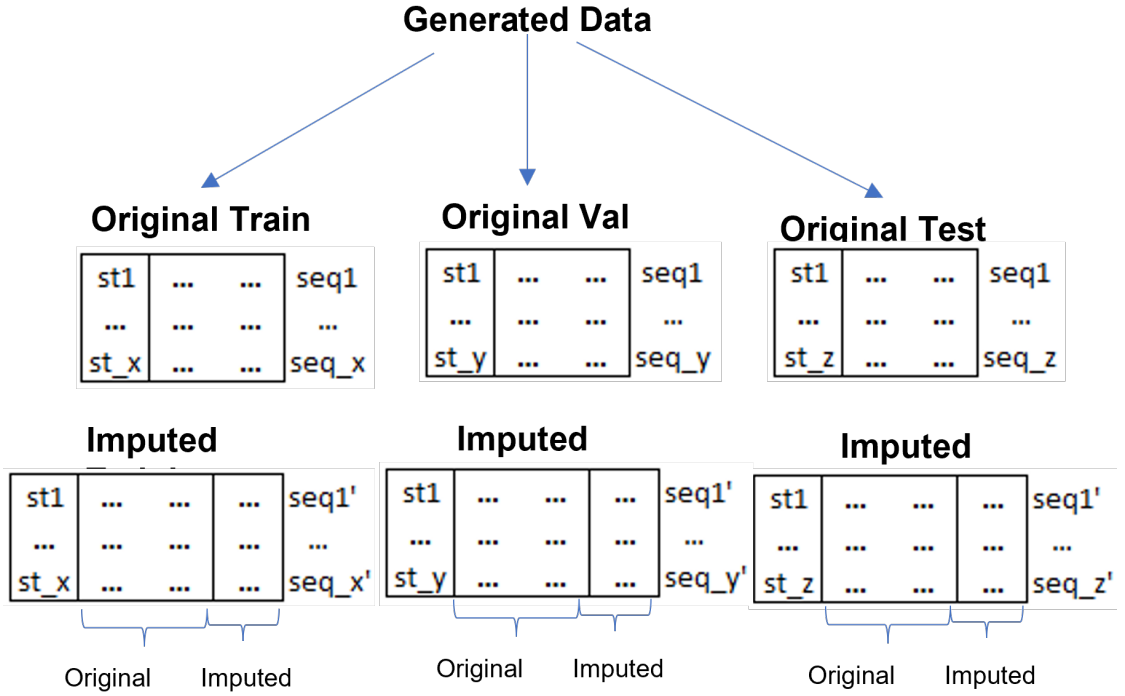 Generated Data
Original Train
Original Val
Original Test
st1 ... ... seq1
... ... ... ...
st_x ... ... seq_x
st1 ... ... seq1
... ... ... ...
st_y ... ... seq_y
st1 ... ... seq1
... ... ... ...
st_z ... ... seq_z
Imputed
Imputed
Imputed
st1 ... ... ... seq1'
... ... ... ... ...
st_x ... ... ... seq_x'
st1 ... ... ... seq1'
... ... ... ... ...
st_y ... ... ... seq_y'
st1 ... ... ... seq1'
... ... ... ... ...
st_z ... ... ... seq_z'
Original Imputed
Original Imputed
Original Imputed